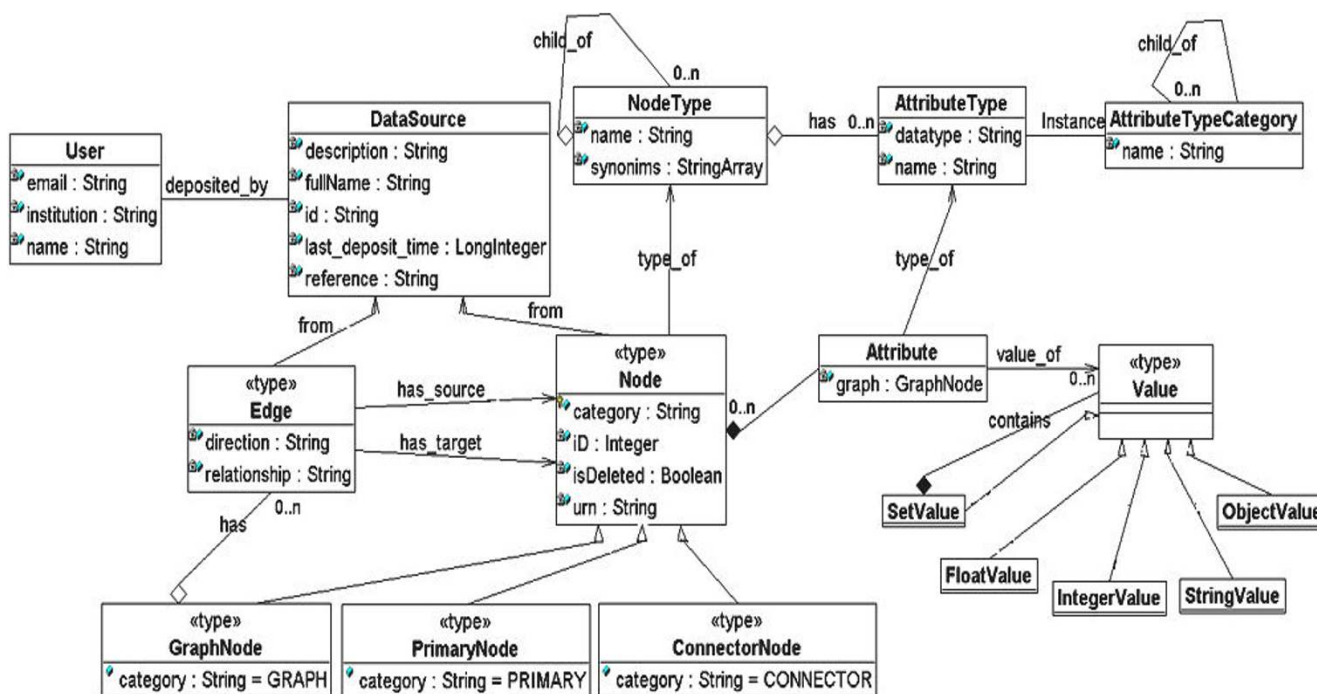 child_of
0..n
child_of
0..n
NodeType
name : String
synonims : StringArray
has 0..n
AttributeType
datatype : String
name : String
Instance
AttributeTypeCategory
name : String
User
email : String
institution : String
name : String
deposited_by
DataSource
description : String
fullName : String
id : String
last_deposit_time : LongInteger
reference : String
type_of
type_of
from
from
«type»
Edge
direction : String
relationship : String
0..n
has
has_source
has_target
«type»
Node
category : String
iD : Integer
isDeleted : Boolean
urn : String
0..n
Attribute
graph : GraphNode
value_of
0..n
«type»
Value
contains
SetValue
FloatValue
IntegerValue
StringValue
ObjectValue
«type»
GraphNode
category : String = GRAPH
«type»
PrimaryNode
category : String = PRIMARY
«type»
ConnectorNode
category : String = CONNECTOR